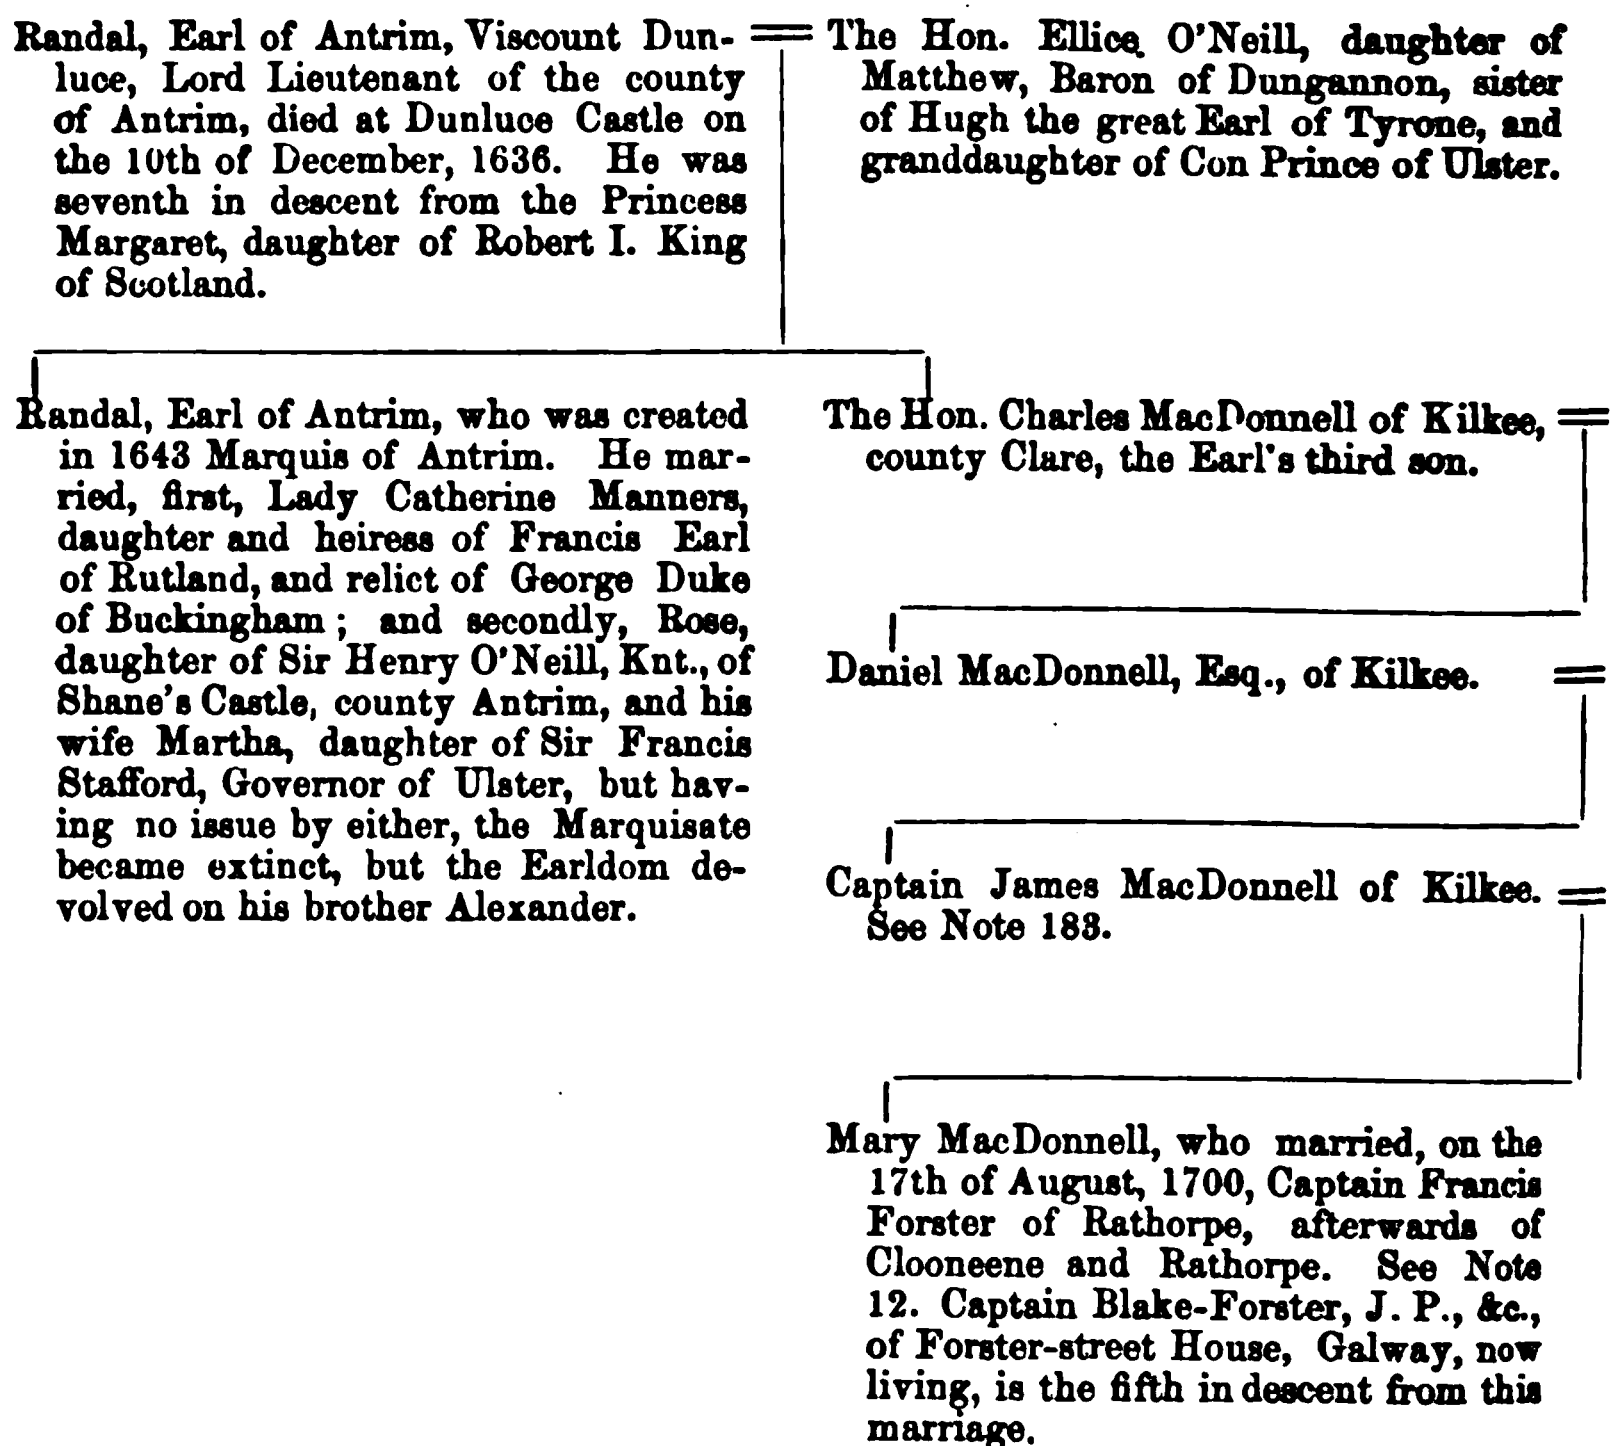 Randal, Earl of Antrim, Viscount Dun-
luce, Lord Lieutenant of the county
of Antrim, died at Dunluce Castle on
the 10th of December, 1636. He was
seventh in descent from the Princess
Margaret, daughter of Robert I. King
of Scotland.
The Hon. Ellice O'Neill, daughter of
Matthew, Baron of Dungannon, sister
of Hugh the great Earl of Tyrone, and
granddaughter of Con Prince of Ulster.
Randal, Earl of Antrim, who was created
in 1643 Marquis of Antrim. He mar-
ried, first, Lady Catherine Manners,
daughter and heiress of Francis Earl
of Rutland, and relict of George Duke
of Buckingham; and secondly, Rose,
daughter of Sir Henry O'Neill, Knt., of
Shane's Castle, county Antrim, and his
wife Martha, daughter of Sir Francis
Stafford, Governor of Ulster, but hav-
ing no issue by either, the Marquisate
became extinct, but the Earldom de-
volved on his brother Alexander.
The Hon. Charles MacDonnell of Kilkee,
county Clare, the Earl's third son.
Daniel MacDonnell, Esq., of Kilkee.
Captain James MacDonnell of Kilkee.
See Note 183.
Mary MacDonnell, who married, on the
17th of August, 1700, Captain Francis
Forster of Rathorpe, afterwards of
Clooneene and Rathorpe. See Note
12. Captain Blake-Forster, J. P., &c.,
of Forster-street House, Galway, now
living, is the fifth in descent from this
marriage.